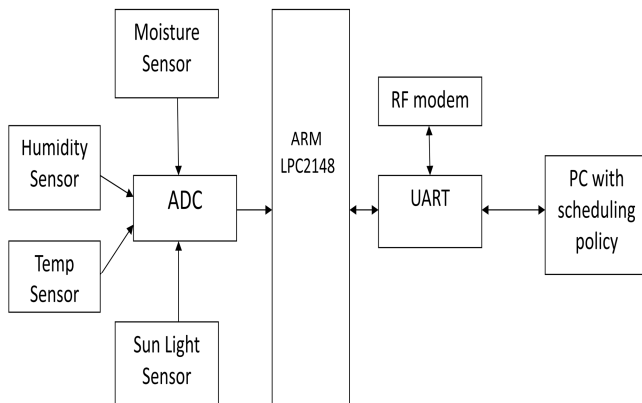 Moisture
Sensor
Humidity
Sensor
Temp
Sensor
Sun Light
Sensor
ADC
ARM
LPC2148
RF modem
UART
PC with
scheduling
policy